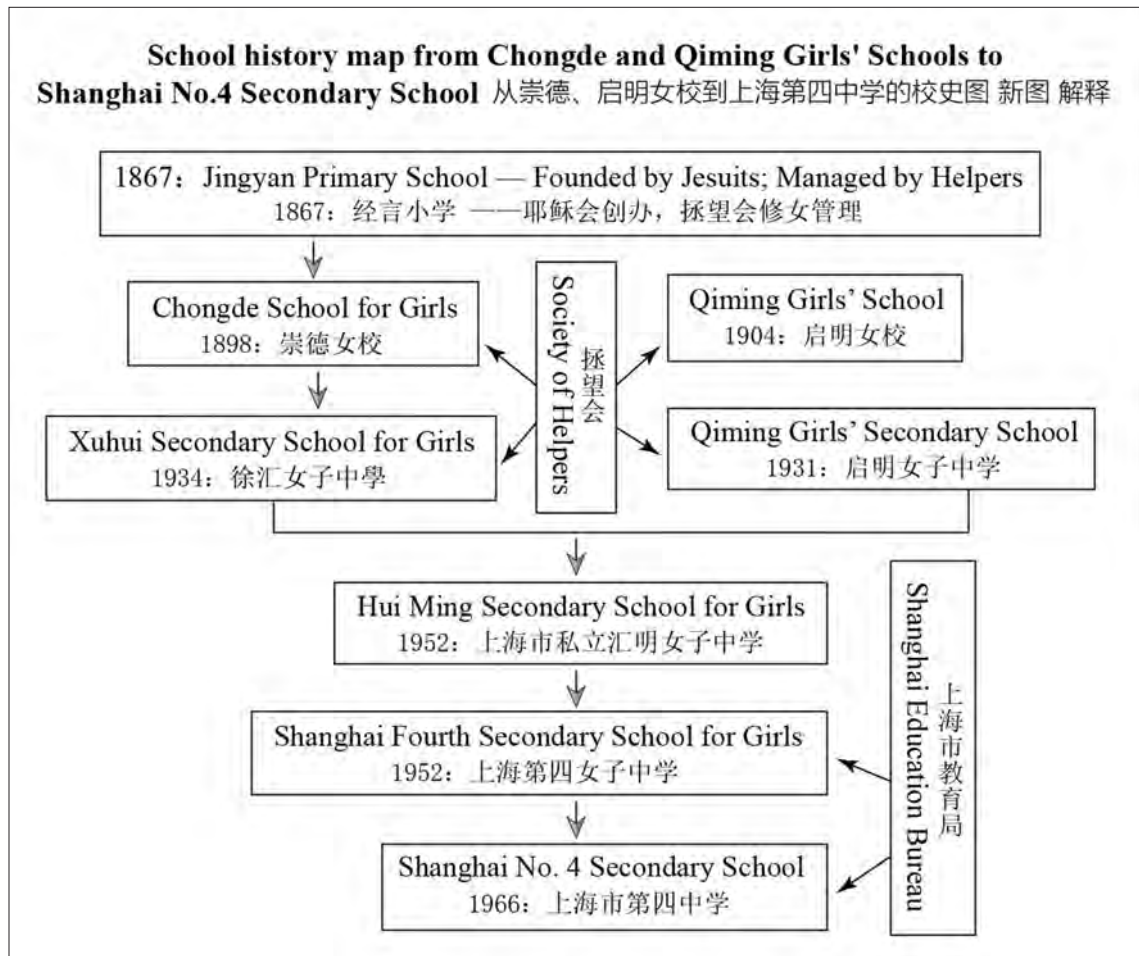 School history map from Chongde and Qiming Girls' Schools to
Shanghai No.4 Secondary School 从崇德、启明女校到上海第四中学的校史图 新图 解释
1867：Jingyan Primary School — Founded by Jesuits; Managed by Helpers
1867：经言小学 ——耶稣会创办，拯望会修女管理
Chongde School for Girls
1898：崇德女校
Society of Helpers
拯望会
Qiming Girls’ School
1904：启明女校
Xuhui Secondary School for Girls
1934：徐汇女子中學
Qiming Girls’ Secondary School
1931：启明女子中学
Hui Ming Secondary School for Girls
1952：上海市私立汇明女子中学
Shanghai Education Bureau
上海市教育局
Shanghai Fourth Secondary School for Girls
1952：上海第四女子中学
Shanghai No. 4 Secondary School
1966：上海市第四中学